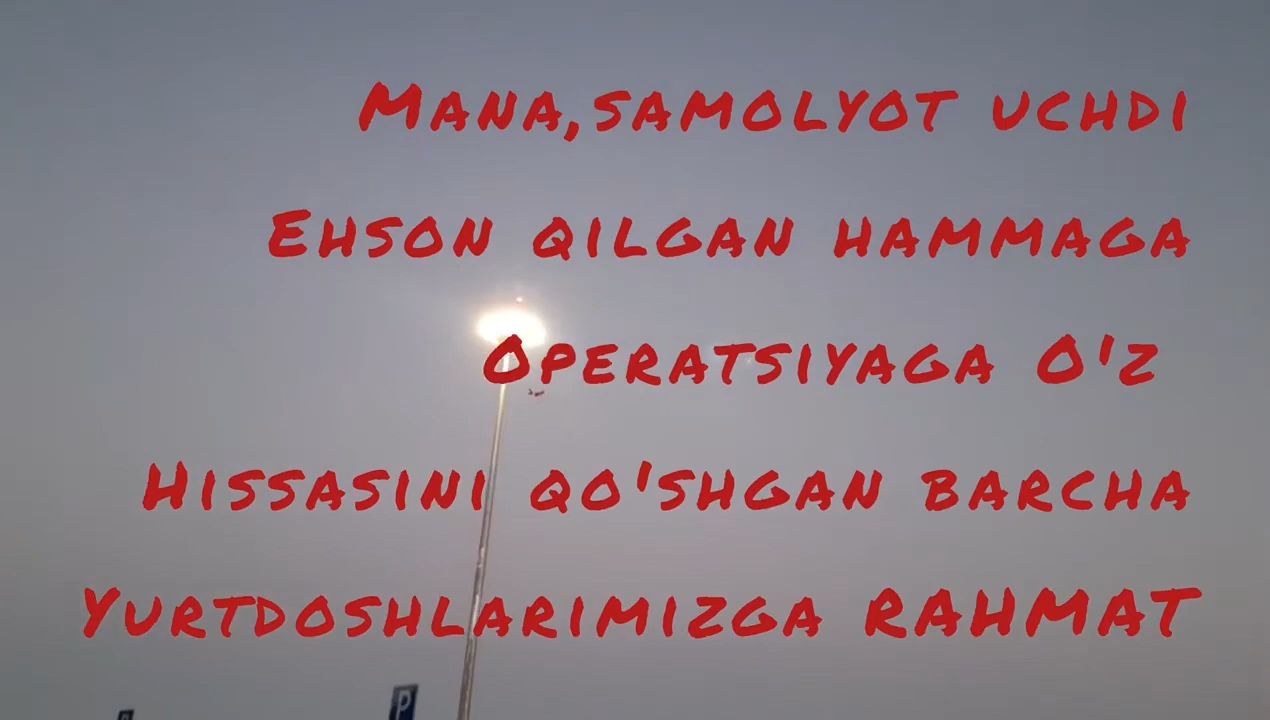 Mana,samolyot uchdi
Ehson qilgan hammaga
Operatsiyaga O'z
Hissasini qo'shgan barcha
Yurtdoshlarimizga RAHMAT
P